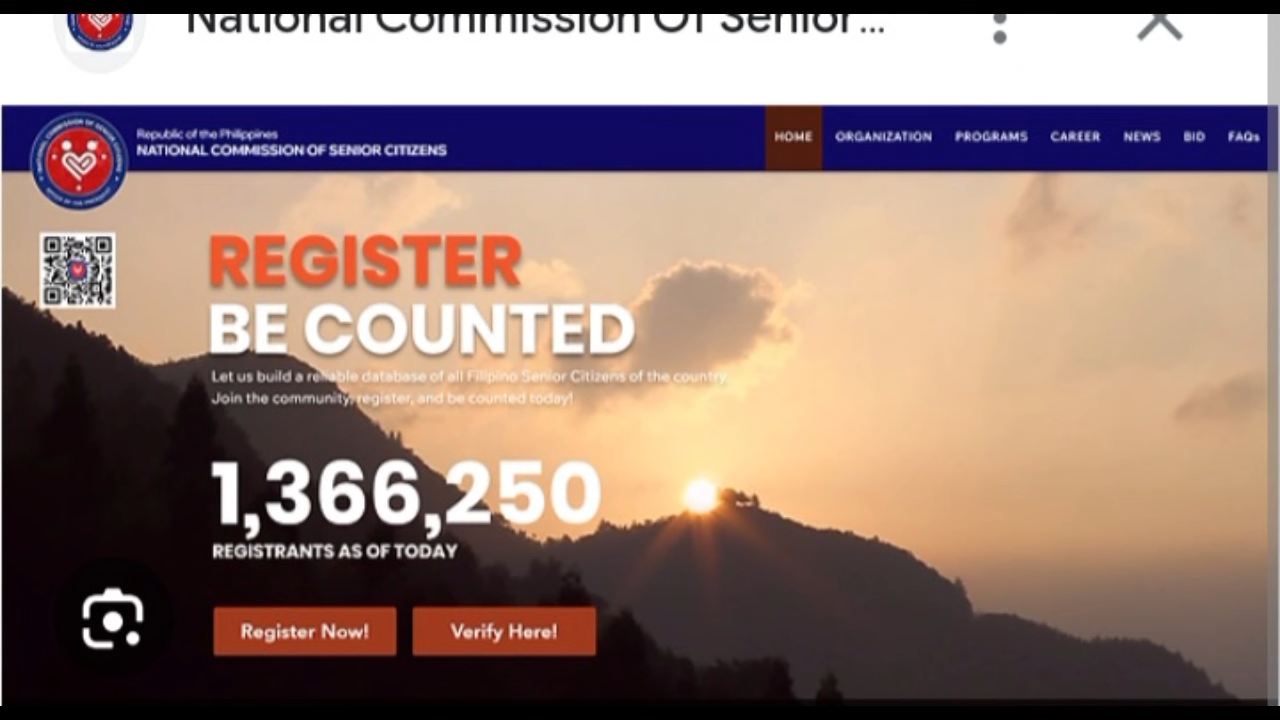 National Commission Of Senior...
Republic of the Philippines
NATIONAL COMMISSION OF SENIOR CITIZENS
HOME ORGANIZATION PROGRAMS CAREER NEWS BID FAQs
REGISTER
BE COUNTED
Let us build a reliable database of all Filipino Senior Citizens of the country.
Join the community, register, and be counted today!
1,366,250
REGISTRANTS AS OF TODAY
Register Now! Verify Here!